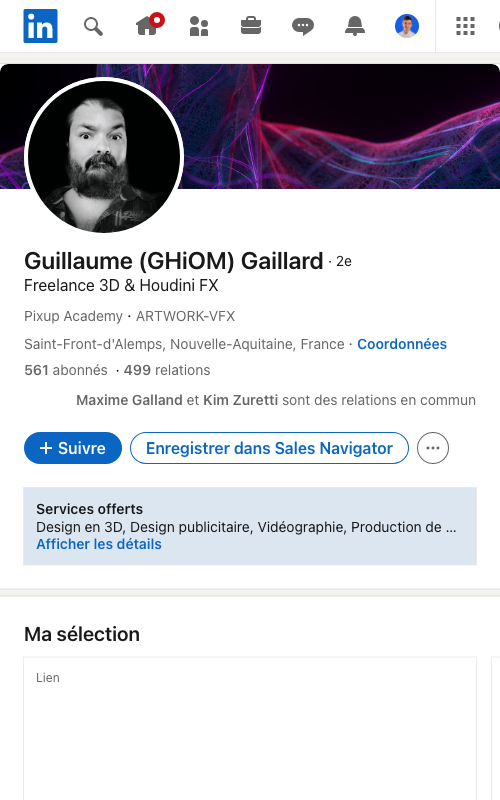 in
Guillaume (GHiOM) Gaillard · 2e
Freelance 3D & Houdini FX
Pixup Academy · ARTWORK-VFX
Saint-Front-d'Alemps, Nouvelle-Aquitaine, France · Coordonnées
561 abonnés · 499 relations
Maxime Galland et Kim Zuretti sont des relations en commun
+ Suivre
Enregistrer dans Sales Navigator
Services offerts
Design en 3D, Design publicitaire, Vidéographie, Production de ...
Afficher les détails
Ma sélection
Lien